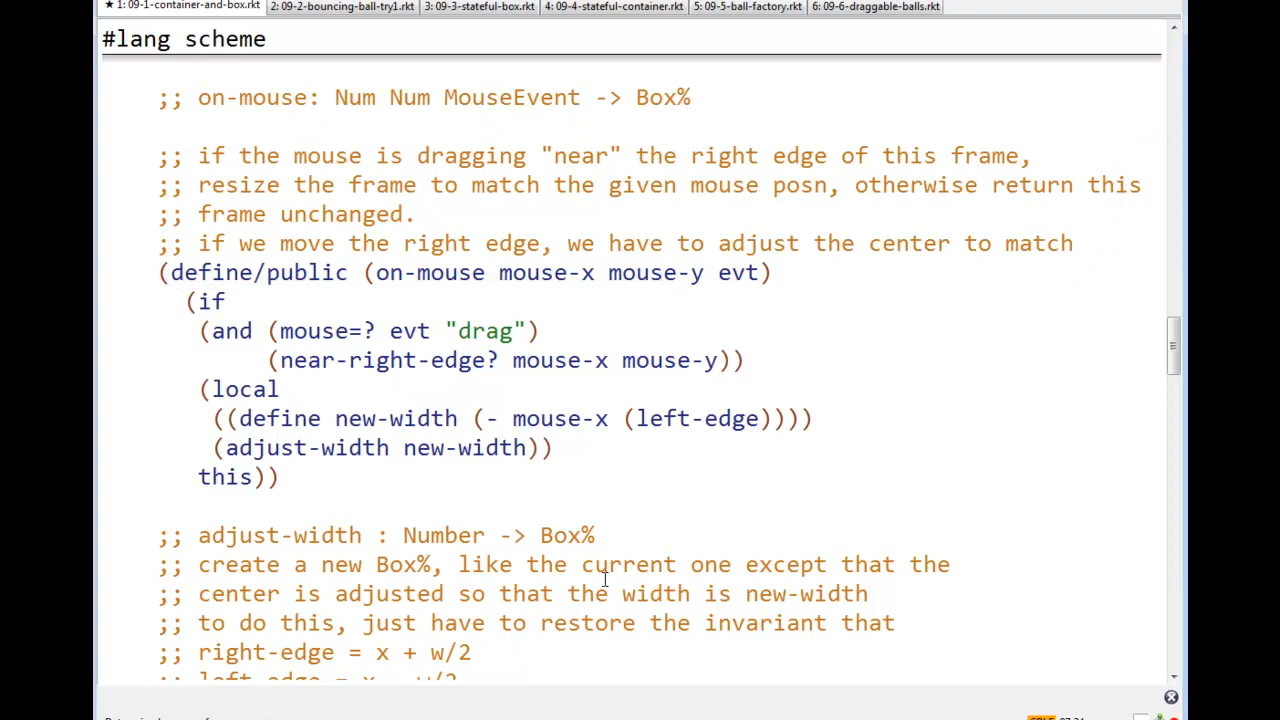 ★ 1: 09-1-container-and-box.rkt 2: 09-2-bouncing-ball-try1.rkt 3: 09-3-stateful-box.rkt 4: 09-4-stateful-container.rkt 5: 09-5-ball-factory.rkt 6: 09-6-draggable-balls.rkt
#lang scheme
;; on-mouse: Num Num MouseEvent -> Box%
;; if the mouse is dragging "near" the right edge of this frame,
;; resize the frame to match the given mouse posn, otherwise return this
;; frame unchanged.
;; if we move the right edge, we have to adjust the center to match
(define/public (on-mouse mouse-x mouse-y evt)
(if
(and (mouse=? evt "drag")
(near-right-edge? mouse-x mouse-y))
(local
((define new-width (- mouse-x (left-edge))))
(adjust-width new-width))
this))
;; adjust-width : Number -> Box%
;; create a new Box%, like the current one except that the
;; center is adjusted so that the width is new-width
;; to do this, just have to restore the invariant that
;; right-edge = x + w/2
;; left-edge = x - w/2